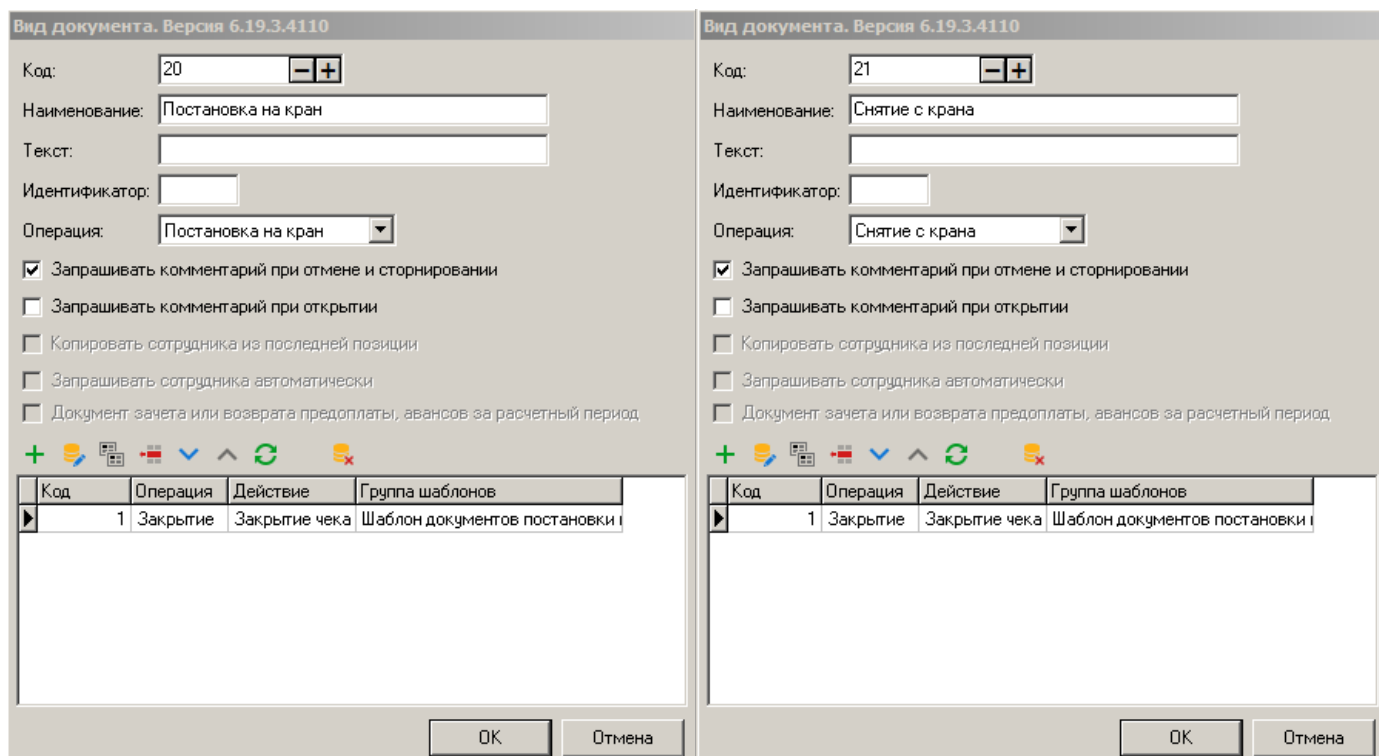 Вид документа. Версия 6.19.3.4110
Код: 20
Наименование: Постановка на кран
Текст:
Идентификатор:
Операция: Постановка на кран
Запрашивать комментарий при отмене и сторнировании
Запрашивать комментарий при открытии
Копировать сотрудника из последней позиции
Запрашивать сотрудника автоматически
Документ зачета или возврата предоплаты, авансов за расчетный период
Код Операция Действие Группа шаблонов
1 Закрытие Закрытие чека Шаблон документов постановки
OK Отмена
Вид документа. Версия 6.19.3.4110
Код: 21
Наименование: Снятие с крана
Текст:
Идентификатор:
Операция: Снятие с крана
Запрашивать комментарий при отмене и сторнировании
Запрашивать комментарий при открытии
Копировать сотрудника из последней позиции
Запрашивать сотрудника автоматически
Документ зачета или возврата предоплаты, авансов за расчетный период
Код Операция Действие Группа шаблонов
1 Закрытие Закрытие чека Шаблон документов постановки
OK Отмена